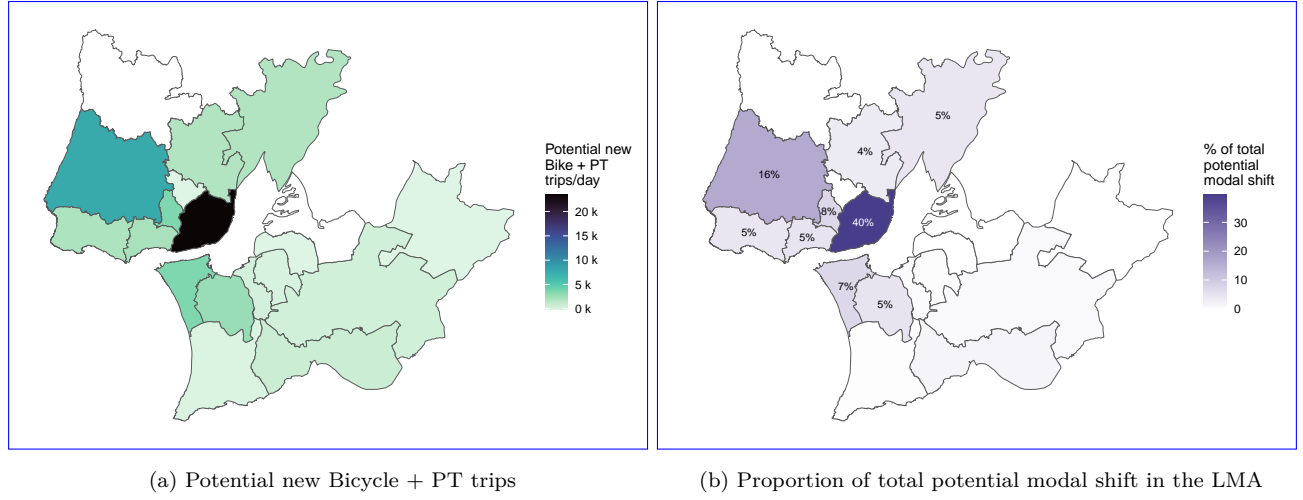 Potential new
Bike + PT
trips/day
20 k
15 k
10 k
5 k
0 k
(a) Potential new Bicycle + PT trips
5%
4%
16%
8%
40%
5%
5%
7%
5%
% of total
potential
modal shift
30
20
10
0
(b) Proportion of total potential modal shift in the LMA